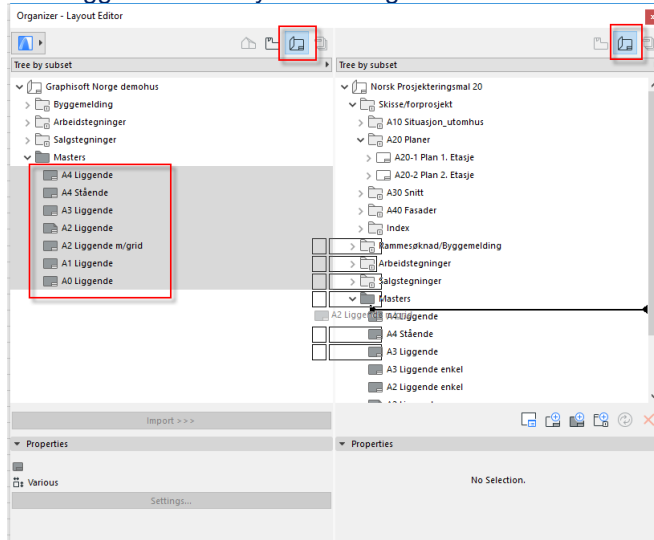 Organizer - Layout Editor
Tree by subset
Graphisoft Norge demohus
Byggemelding
Arbeidstegninger
Salgstegninger
Masters
A4 Liggende
A4 Stående
A3 Liggende
A2 Liggende
A2 Liggende m/grid
A1 Liggende
A0 Liggende
Import >>>
Properties
Various
Settings...
Tree by subset
Norsk Prosjekteringsmal 20
Skisse/forprosjekt
A10 Situasjon_utomhus
A20 Planer
A20-1 Plan 1. Etasje
A20-2 Plan 2. Etasje
A30 Snitt
A40 Fasader
Index
Rammesøknad/Byggemelding
Arbeidstegninger
Salgstegninger
Masters
A4 Liggende
A4 Stående
A3 Liggende
A3 Liggende enkel
A2 Liggende enkel
Properties
No Selection.